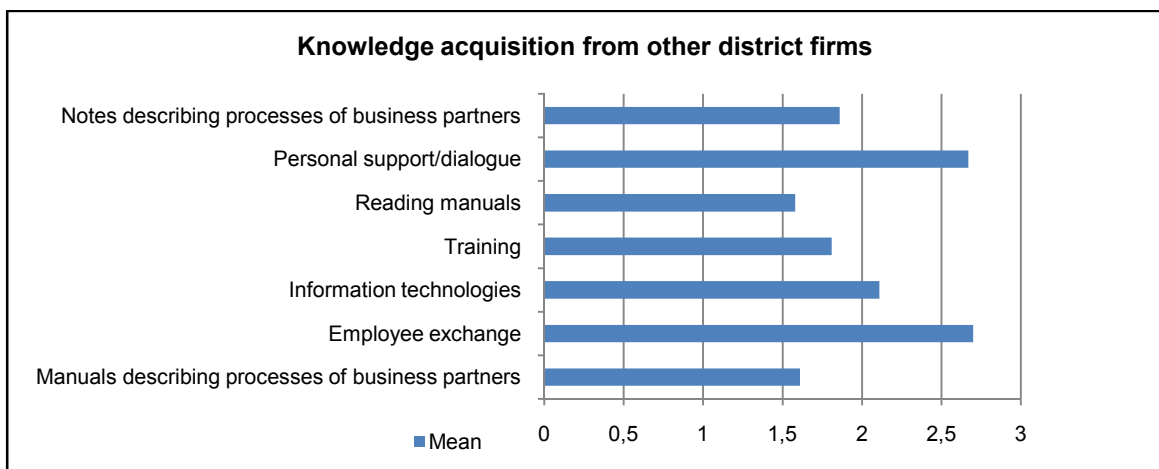 Knowledge acquisition from other district firms
Notes describing processes of business partners
Personal support/dialogue
Reading manuals
Training
Information technologies
Employee exchange
Manuals describing processes of business partners
Mean
0 0,5 1 1,5 2 2,5 3